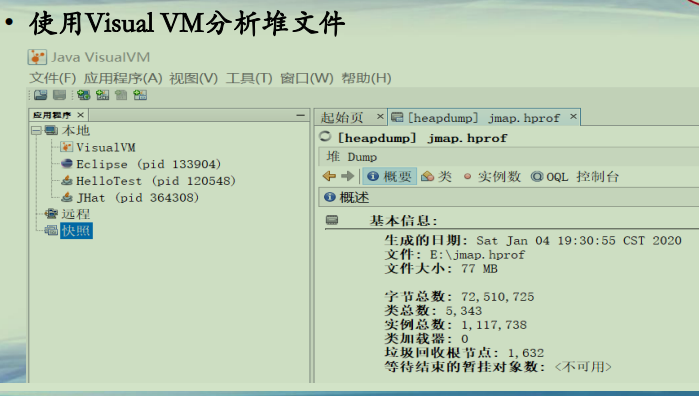 • 使用Visual VM分析堆文件
Java VisualVM
文件(F) 应用程序(A) 视图(V) 工具(T) 窗口(W) 帮助(H)
应用程序 ×
本地
VisualVM
Eclipse (pid 133904)
HelloTest (pid 120548)
JHat (pid 364308)
远程
快照
起始页 × [heapdump] jmap.hprof ×
[heapdump] jmap.hprof
堆 Dump
概要 类 实例数 OQL 控制台
概述
基本信息:
生成的日期: Sat Jan 04 19:30:55 CST 2020
文件: E:\jmap.hprof
文件大小: 77 MB
字节总数: 72,510,725
类总数: 5,343
实例总数: 1,117,738
类加载器: 0
垃圾回收根节点: 1,632
等待结束的暂挂对象数: <不可用>